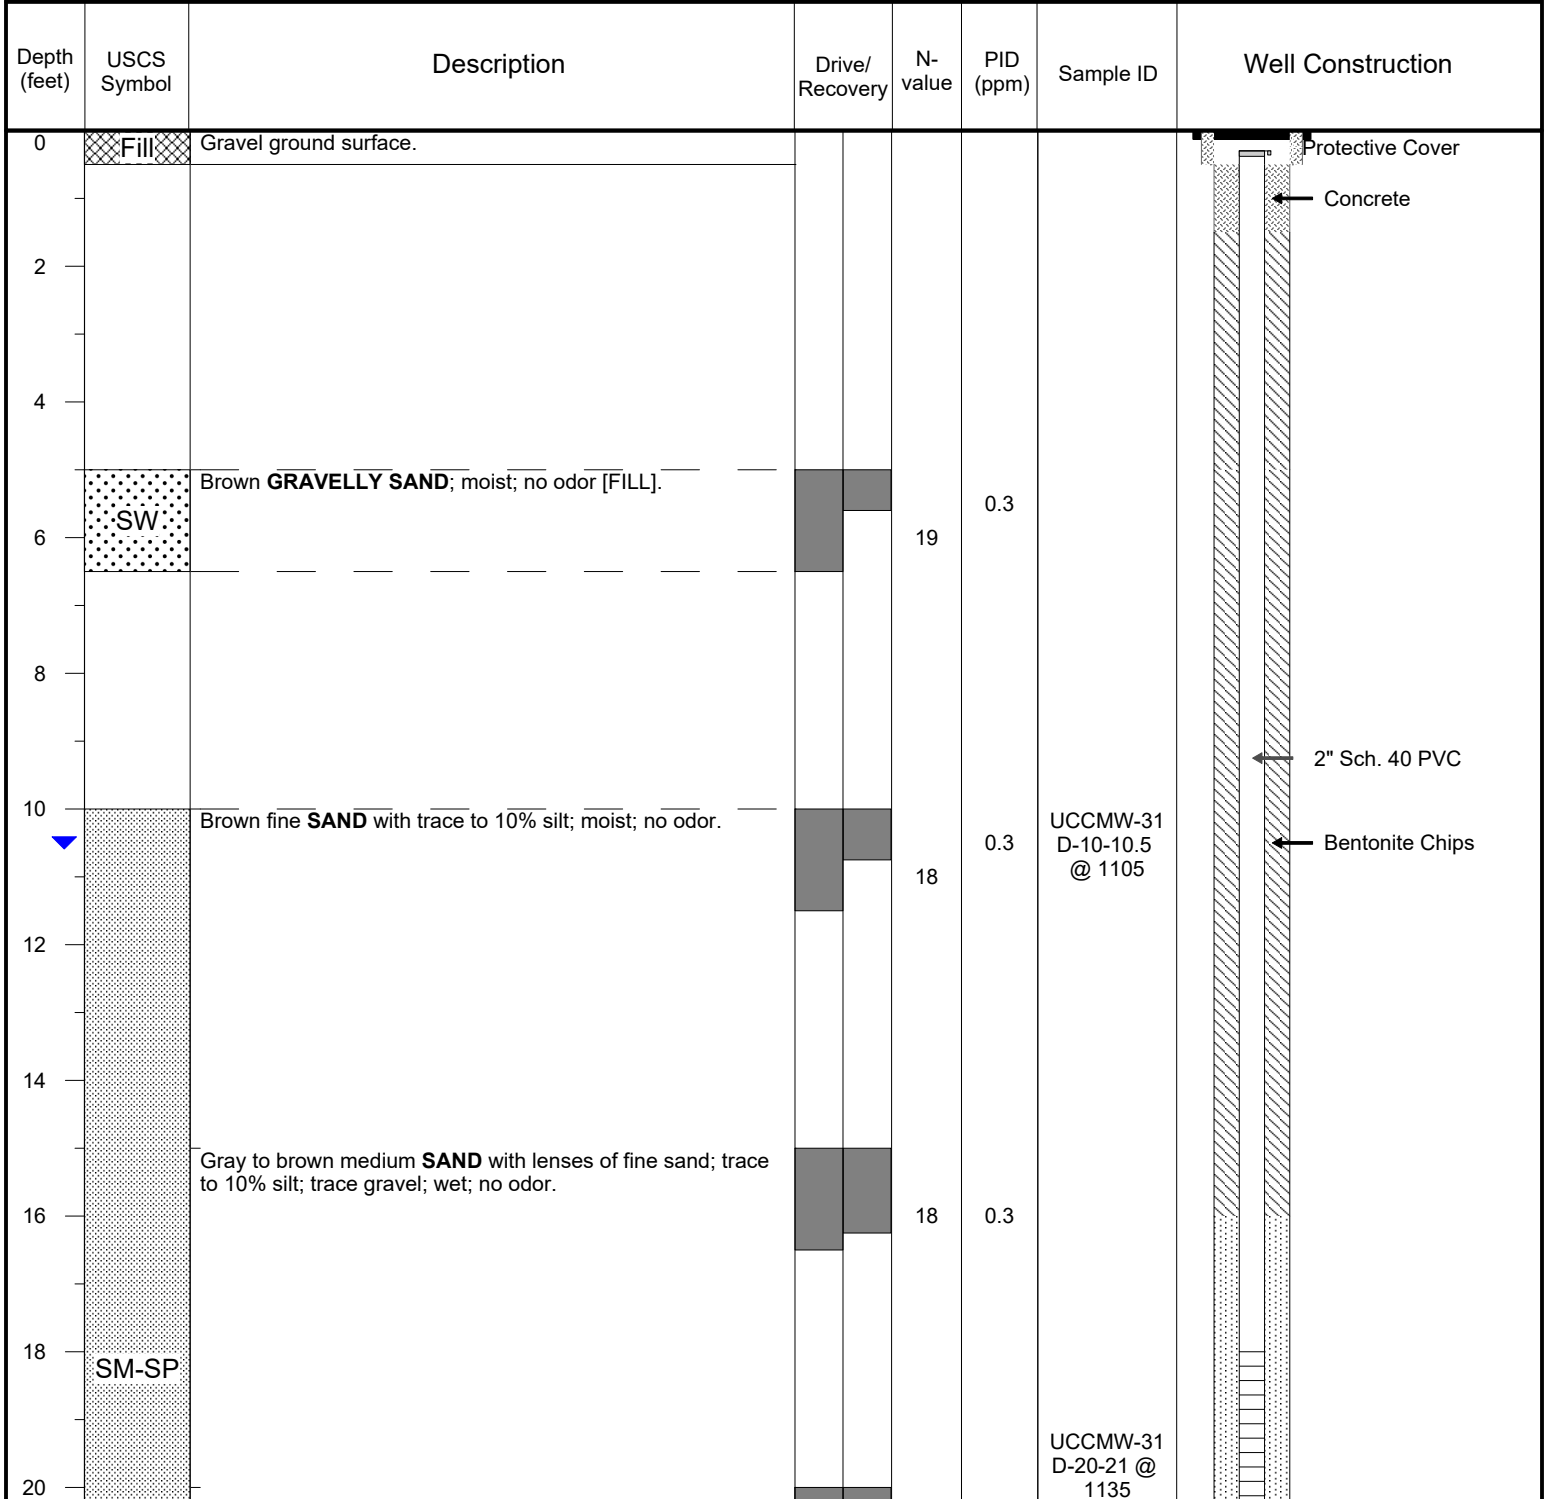 Depth
(feet)
USCS
Symbol
Description
Drive/
Recovery
N-
value
PID
(ppm)
Sample ID
Well Construction
0
Fill
Gravel ground surface.
Protective Cover
Concrete
2
4
Brown GRAVELLY SAND; moist; no odor [FILL].
0.3
SW
6
19
8
2" Sch. 40 PVC
10
Brown fine SAND with trace to 10% silt; moist; no odor.
0.3
18
UCCMW-31
D-10-10.5
@ 1105
Bentonite Chips
12
14
Gray to brown medium SAND with lenses of fine sand; trace
to 10% silt; trace gravel; wet; no odor.
16
18
0.3
18
SM-SP
UCCMW-31
D-20-21 @
1135
20